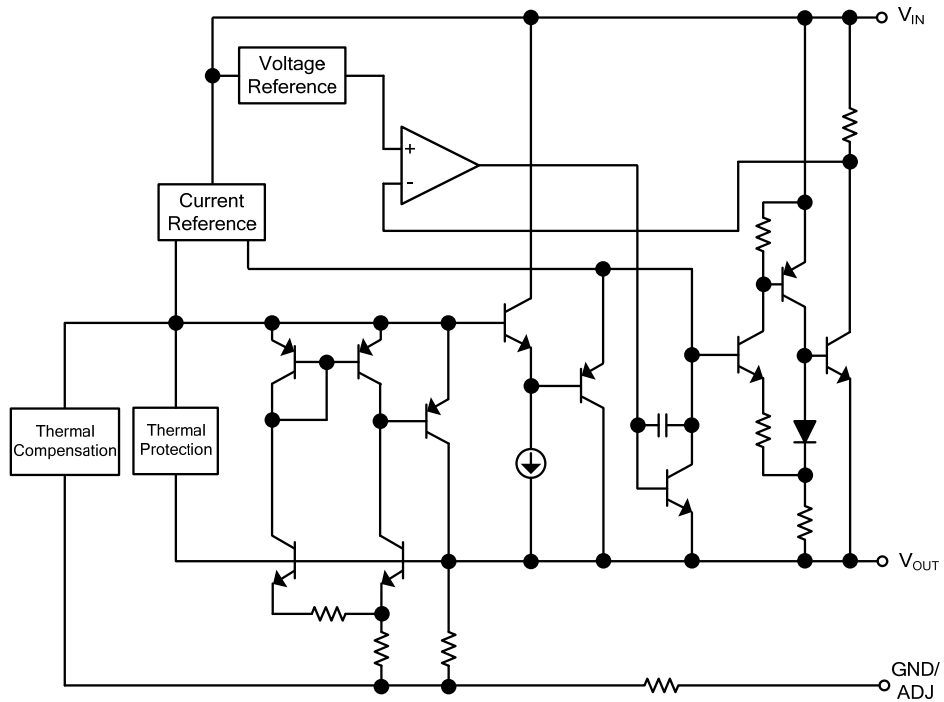 V_IN
Voltage
Reference
+
-
Current
Reference
Thermal
Compensation
Thermal
Protection
V_OUT
GND/
ADJ